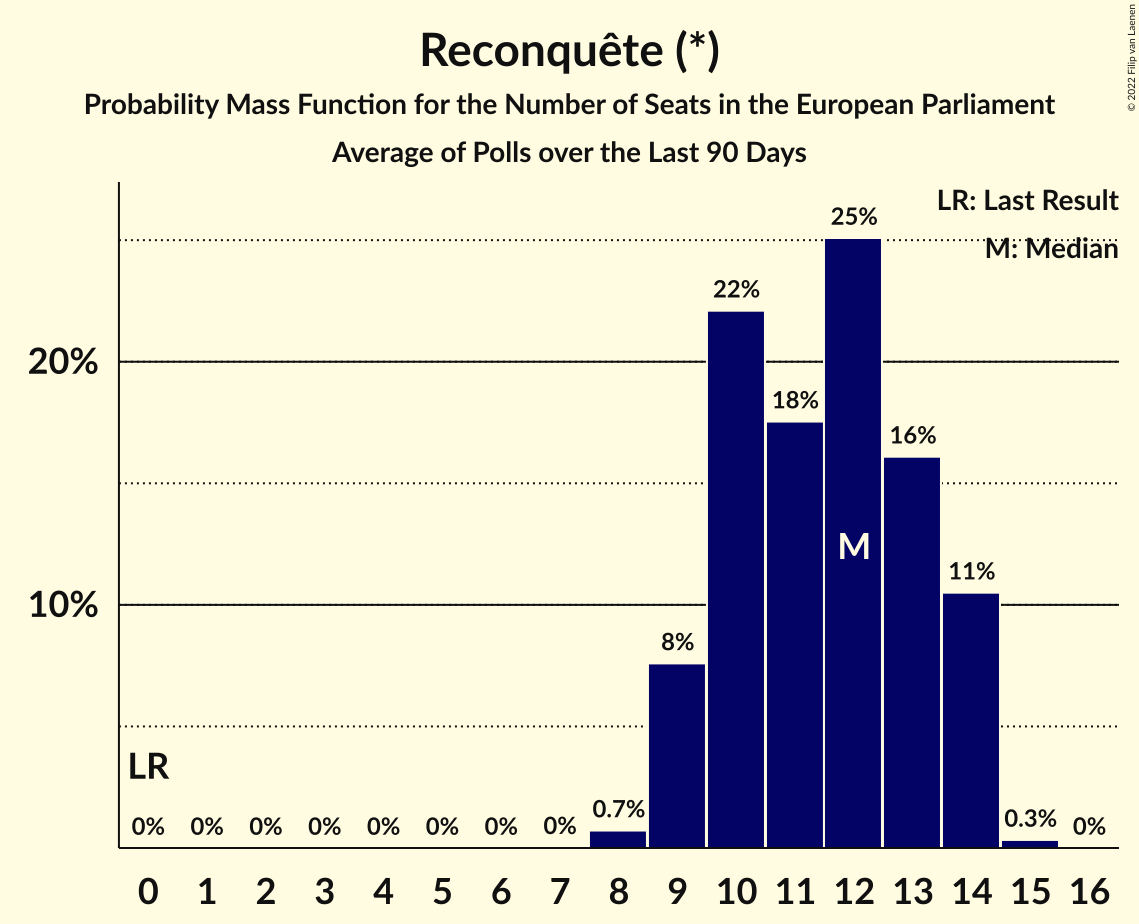 Reconquête (*)
Probability Mass Function for the Number of Seats in the European Parliament
Average of Polls over the Last 90 Days
© 2022 Filip van Laenen
LR: Last Result
M: Median
25%
22%
20%
18%
16%
M
11%
10%
8%
LR
0% 0% 0% 0% 0% 0% 0% 0% 0.7% 0.3% 0%
0 1 2 3 4 5 6 7 8 9 10 11 12 13 14 15 16